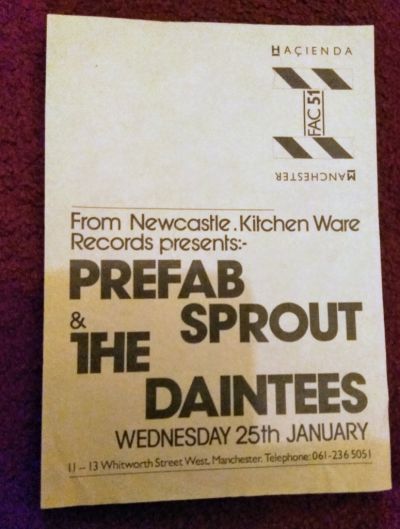 HAÇIENDA
FAC 51
MANCHESTER
From Newcastle. Kitchen Ware
Records presents:-
PREFAB
& SPROUT
THE
DAINTEES
WEDNESDAY 25th JANUARY
11 - 13 Whitworth Street West, Manchester. Telephone: 061-236 5051